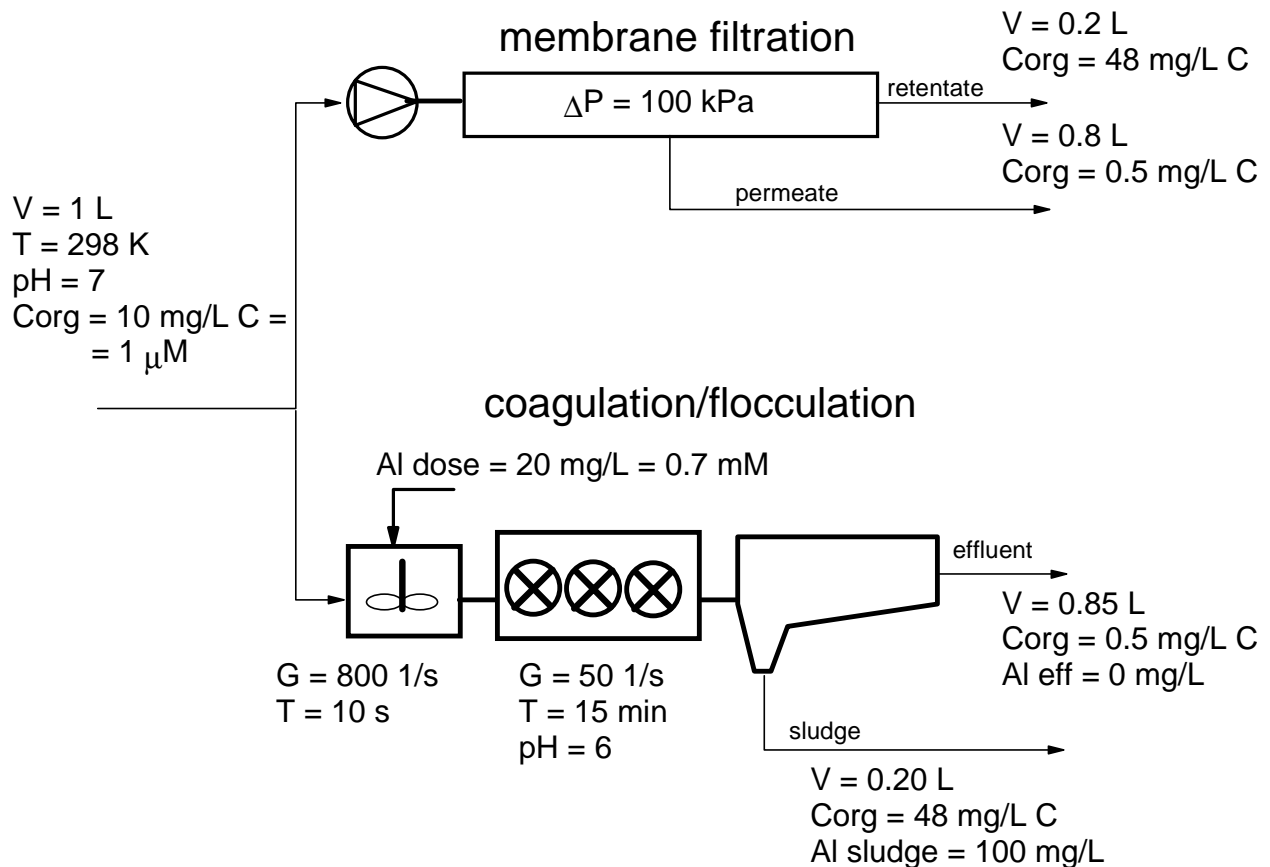 membrane filtration
ΔP = 100 kPa
retentate
V = 0.2 L
Corg = 48 mg/L C
V = 0.8 L
Corg = 0.5 mg/L C
permeate
V = 1 L
T = 298 K
pH = 7
Corg = 10 mg/L C =
= 1 μM
coagulation/flocculation
Al dose = 20 mg/L = 0.7 mM
effluent
V = 0.85 L
Corg = 0.5 mg/L C
Al eff = 0 mg/L
G = 800 1/s
T = 10 s
G = 50 1/s
T = 15 min
pH = 6
sludge
V = 0.20 L
Corg = 48 mg/L C
Al sludge = 100 mg/L